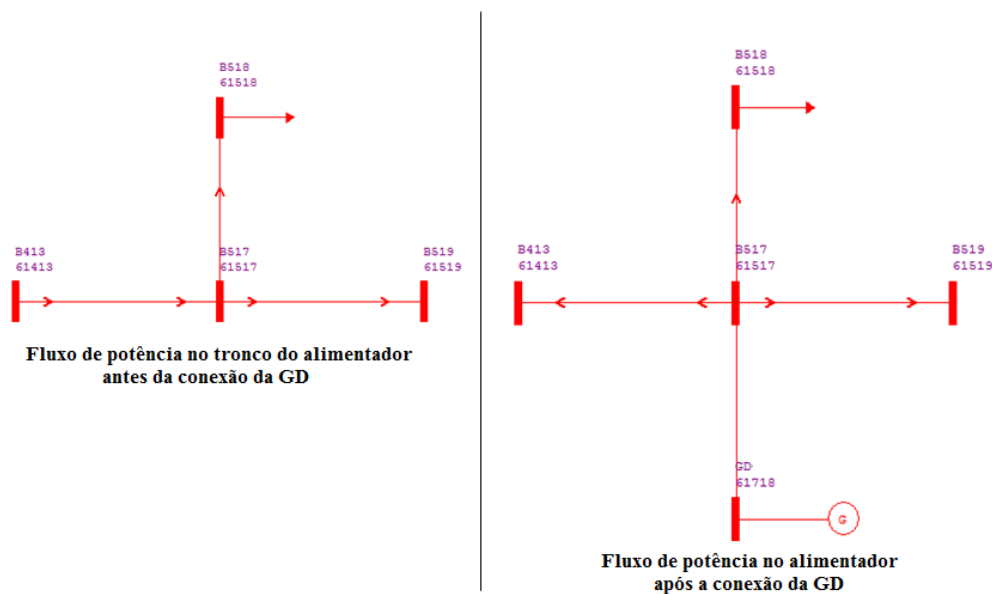 B518
61518
B413
61413
B517
61517
B519
61519
Fluxo de potência no tronco do alimentador
antes da conexão da GD
B518
61518
B413
61413
B517
61517
B519
61519
GD
61718
G
Fluxo de potência no alimentador
após a conexão da GD